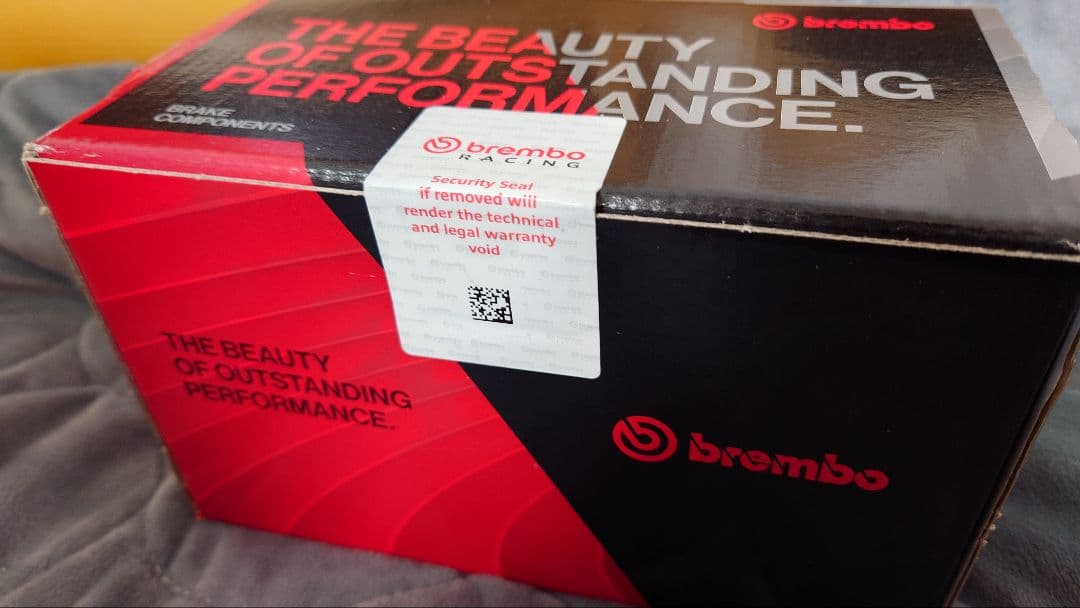 brembo
THE BEAUTY
OF OUTSTANDING
PERFORMANCE.
BRAKE
COMPONENTS
brembo
RACING
Security Seal
if removed will
render the technical
and legal warranty
void
THE BEAUTY
OF OUTSTANDING
PERFORMANCE.
brembo